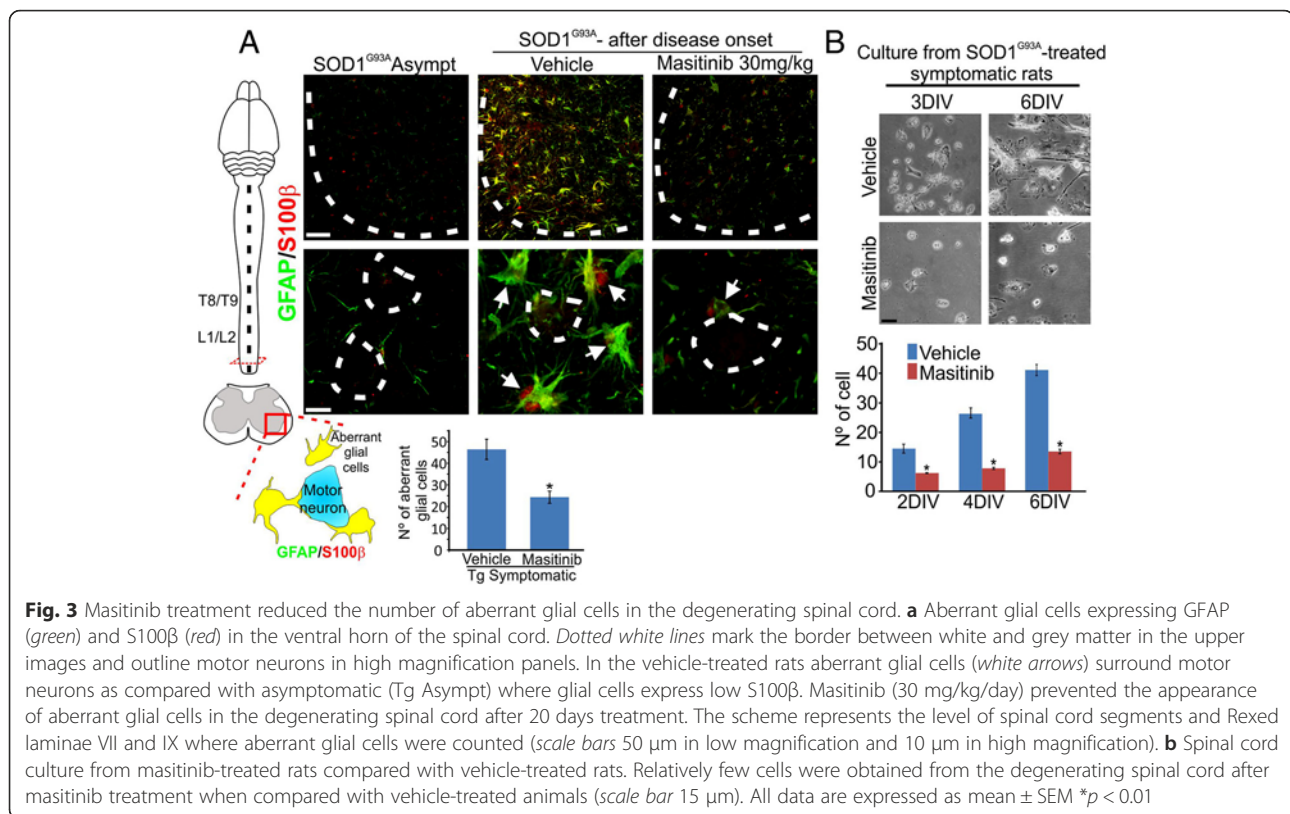 A
SOD1^G93A - after disease onset
SOD1^G93A Asympt
Vehicle
Masitinib 30mg/kg
GFAP/S100β
T8/T9
L1/L2
Aberrant
glial
cells
Motor
neuron
GFAP/S100β
Nº of aberrant
glial cells
50
40
30
20
10
0
*
Vehicle Masitinib
Tg Symptomatic
B
Culture from SOD1^G93A-treated
symptomatic rats
3DIV 6DIV
Vehicle
Masitinib
Nº of cell
50
40
30
20
10
0
Vehicle
Masitinib
* * *
2DIV 4DIV 6DIV
Fig. 3 Masitinib treatment reduced the number of aberrant glial cells in the degenerating spinal cord. a Aberrant glial cells expressing GFAP
(green) and S100β (red) in the ventral horn of the spinal cord. Dotted white lines mark the border between white and grey matter in the upper
images and outline motor neurons in high magnification panels. In the vehicle-treated rats aberrant glial cells (white arrows) surround motor
neurons as compared with asymptomatic (Tg Asympt) where glial cells express low S100β. Masitinib (30 mg/kg/day) prevented the appearance
of aberrant glial cells in the degenerating spinal cord after 20 days treatment. The scheme represents the level of spinal cord segments and Rexed
laminae VII and IX where aberrant glial cells were counted (scale bars 50 μm in low magnification and 10 μm in high magnification). b Spinal cord
culture from masitinib-treated rats compared with vehicle-treated rats. Relatively few cells were obtained from the degenerating spinal cord after
masitinib treatment when compared with vehicle-treated animals (scale bar 15 μm). All data are expressed as mean ± SEM *p < 0.01